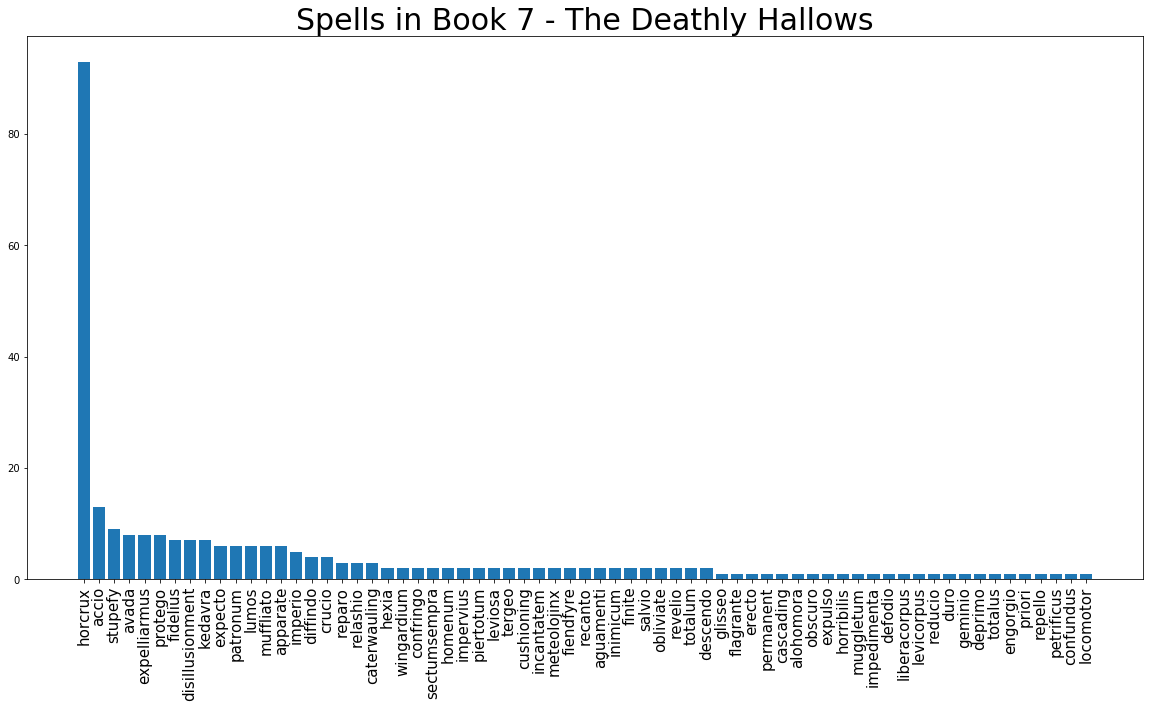 Spells in Book 7 - The Deathly Hallows
80
60
40
20
0
horcrux
accio
stupefy
avada
expelliarmus
protego
fidelius
disillusionment
kedavra
expecto
patronum
lumos
muffliato
apparate
imperio
diffindo
crucio
reparo
relashio
caterwauling
hexia
wingardium
confringo
sectumsempra
homenum
impervius
piertotum
leviosa
tergeo
cushioning
incantatem
meteolojinx
fiendfyre
recanto
aguamenti
inimicum
finite
salvio
obliviate
revelio
totalum
descendo
glisseo
flagrante
erecto
permanent
cascading
alohomora
obscuro
expulso
horribilis
muggletum
impedimenta
defodio
liberacorpus
levicorpus
reducio
duro
geminio
deprimo
totalus
engorgio
priori
repello
petrificus
confundus
locomotor